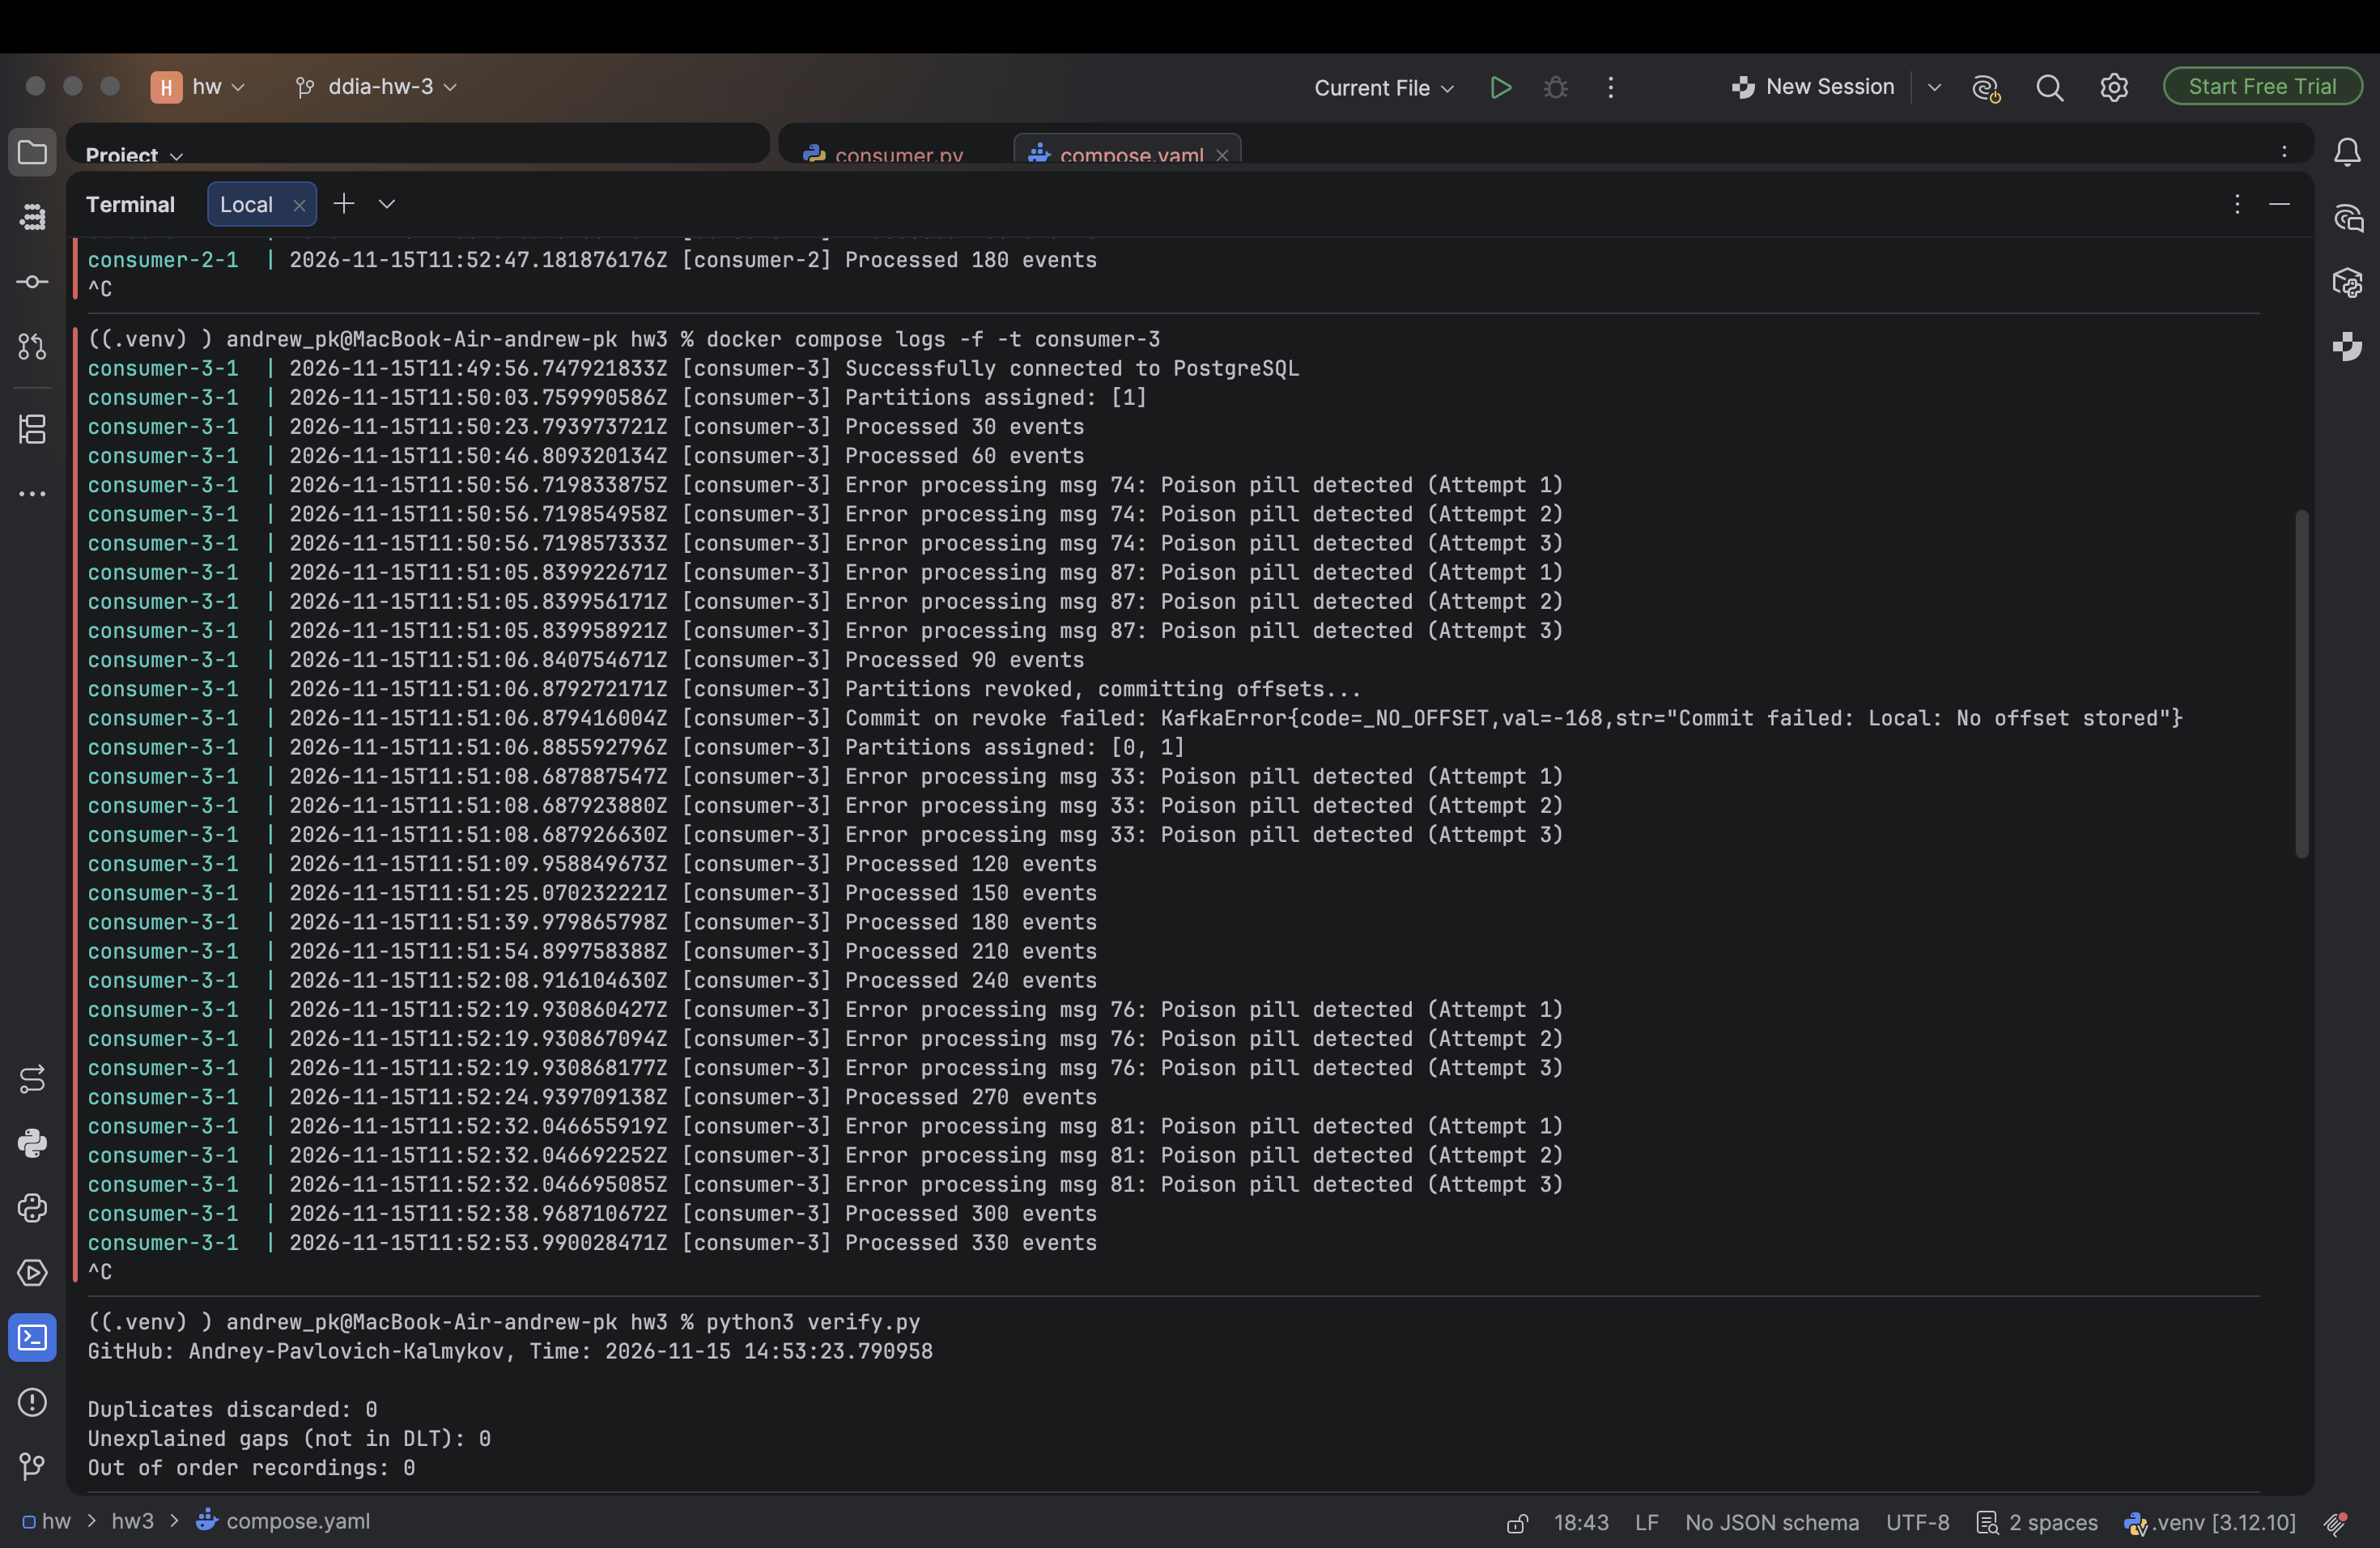 H hw ddia-hw-3 Current File New Session Start Free Trial
Project consumer.py compose.yaml
Terminal Local
consumer-2-1 | 2026-11-15T11:52:47.181876176Z [consumer-2] Processed 180 events
^C
((.venv) ) andrew_pk@MacBook-Air-andrew-pk hw3 % docker compose logs -f -t consumer-3
consumer-3-1 | 2026-11-15T11:49:56.747921833Z [consumer-3] Successfully connected to PostgreSQL
consumer-3-1 | 2026-11-15T11:50:03.759990586Z [consumer-3] Partitions assigned: [1]
consumer-3-1 | 2026-11-15T11:50:23.793973721Z [consumer-3] Processed 30 events
consumer-3-1 | 2026-11-15T11:50:46.809320134Z [consumer-3] Processed 60 events
consumer-3-1 | 2026-11-15T11:50:56.719833875Z [consumer-3] Error processing msg 74: Poison pill detected (Attempt 1)
consumer-3-1 | 2026-11-15T11:50:56.719854958Z [consumer-3] Error processing msg 74: Poison pill detected (Attempt 2)
consumer-3-1 | 2026-11-15T11:50:56.719857333Z [consumer-3] Error processing msg 74: Poison pill detected (Attempt 3)
consumer-3-1 | 2026-11-15T11:51:05.839922671Z [consumer-3] Error processing msg 87: Poison pill detected (Attempt 1)
consumer-3-1 | 2026-11-15T11:51:05.839956171Z [consumer-3] Error processing msg 87: Poison pill detected (Attempt 2)
consumer-3-1 | 2026-11-15T11:51:05.839958921Z [consumer-3] Error processing msg 87: Poison pill detected (Attempt 3)
consumer-3-1 | 2026-11-15T11:51:06.840754671Z [consumer-3] Processed 90 events
consumer-3-1 | 2026-11-15T11:51:06.879272171Z [consumer-3] Partitions revoked, committing offsets...
consumer-3-1 | 2026-11-15T11:51:06.879416004Z [consumer-3] Commit on revoke failed: KafkaError{code=_NO_OFFSET,val=-168,str="Commit failed: Local: No offset stored"}
consumer-3-1 | 2026-11-15T11:51:06.885592796Z [consumer-3] Partitions assigned: [0, 1]
consumer-3-1 | 2026-11-15T11:51:08.687887547Z [consumer-3] Error processing msg 33: Poison pill detected (Attempt 1)
consumer-3-1 | 2026-11-15T11:51:08.687923880Z [consumer-3] Error processing msg 33: Poison pill detected (Attempt 2)
consumer-3-1 | 2026-11-15T11:51:08.687926630Z [consumer-3] Error processing msg 33: Poison pill detected (Attempt 3)
consumer-3-1 | 2026-11-15T11:51:09.958849673Z [consumer-3] Processed 120 events
consumer-3-1 | 2026-11-15T11:51:25.070232221Z [consumer-3] Processed 150 events
consumer-3-1 | 2026-11-15T11:51:39.979865798Z [consumer-3] Processed 180 events
consumer-3-1 | 2026-11-15T11:51:54.899758388Z [consumer-3] Processed 210 events
consumer-3-1 | 2026-11-15T11:52:08.916104630Z [consumer-3] Processed 240 events
consumer-3-1 | 2026-11-15T11:52:19.930860427Z [consumer-3] Error processing msg 76: Poison pill detected (Attempt 1)
consumer-3-1 | 2026-11-15T11:52:19.930867094Z [consumer-3] Error processing msg 76: Poison pill detected (Attempt 2)
consumer-3-1 | 2026-11-15T11:52:19.930868177Z [consumer-3] Error processing msg 76: Poison pill detected (Attempt 3)
consumer-3-1 | 2026-11-15T11:52:24.939709138Z [consumer-3] Processed 270 events
consumer-3-1 | 2026-11-15T11:52:32.046655919Z [consumer-3] Error processing msg 81: Poison pill detected (Attempt 1)
consumer-3-1 | 2026-11-15T11:52:32.046692252Z [consumer-3] Error processing msg 81: Poison pill detected (Attempt 2)
consumer-3-1 | 2026-11-15T11:52:32.046695085Z [consumer-3] Error processing msg 81: Poison pill detected (Attempt 3)
consumer-3-1 | 2026-11-15T11:52:38.968710672Z [consumer-3] Processed 300 events
consumer-3-1 | 2026-11-15T11:52:53.990028471Z [consumer-3] Processed 330 events
^C
((.venv) ) andrew_pk@MacBook-Air-andrew-pk hw3 % python3 verify.py
GitHub: Andrey-Pavlovich-Kalmykov, Time: 2026-11-15 14:53:23.790958
Duplicates discarded: 0
Unexplained gaps (not in DLT): 0
Out of order recordings: 0
hw > hw3 > compose.yaml 18:43 LF No JSON schema UTF-8 2 spaces .venv [3.12.10]